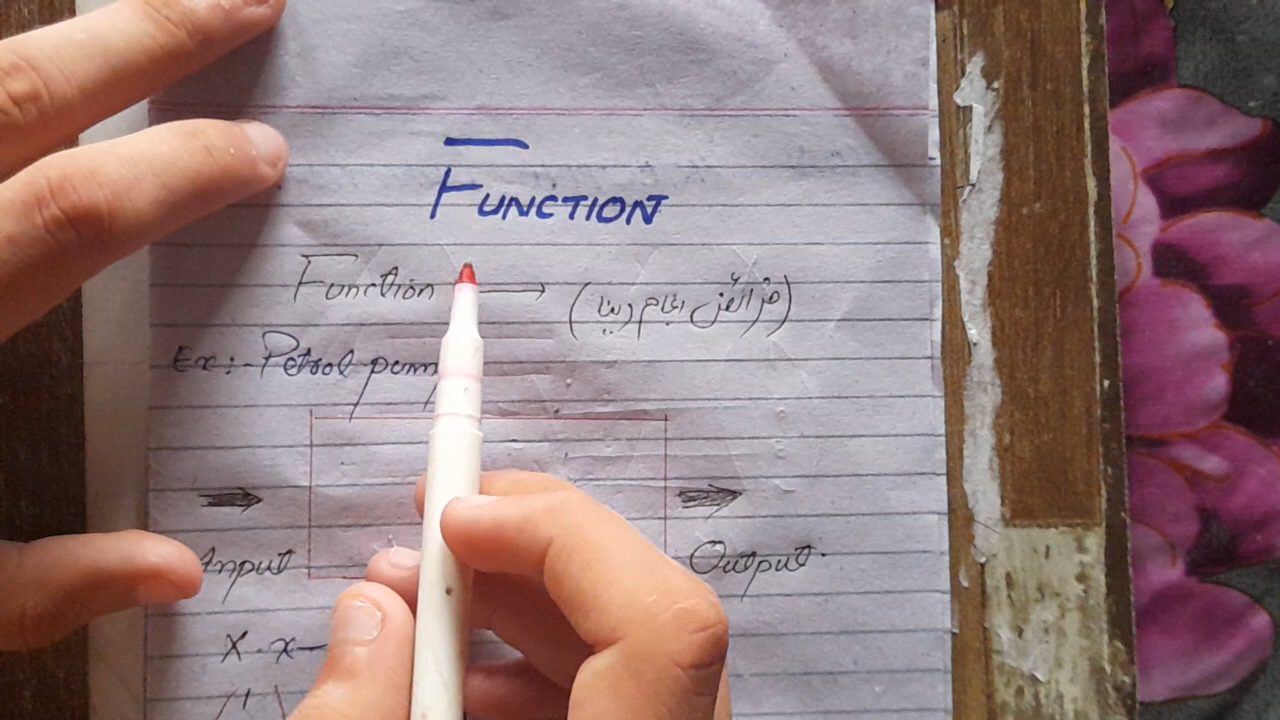 FUNCTION
Function → (فرائض انجام دینا)
Ex:- Petrol pum
Input
Output
X . x